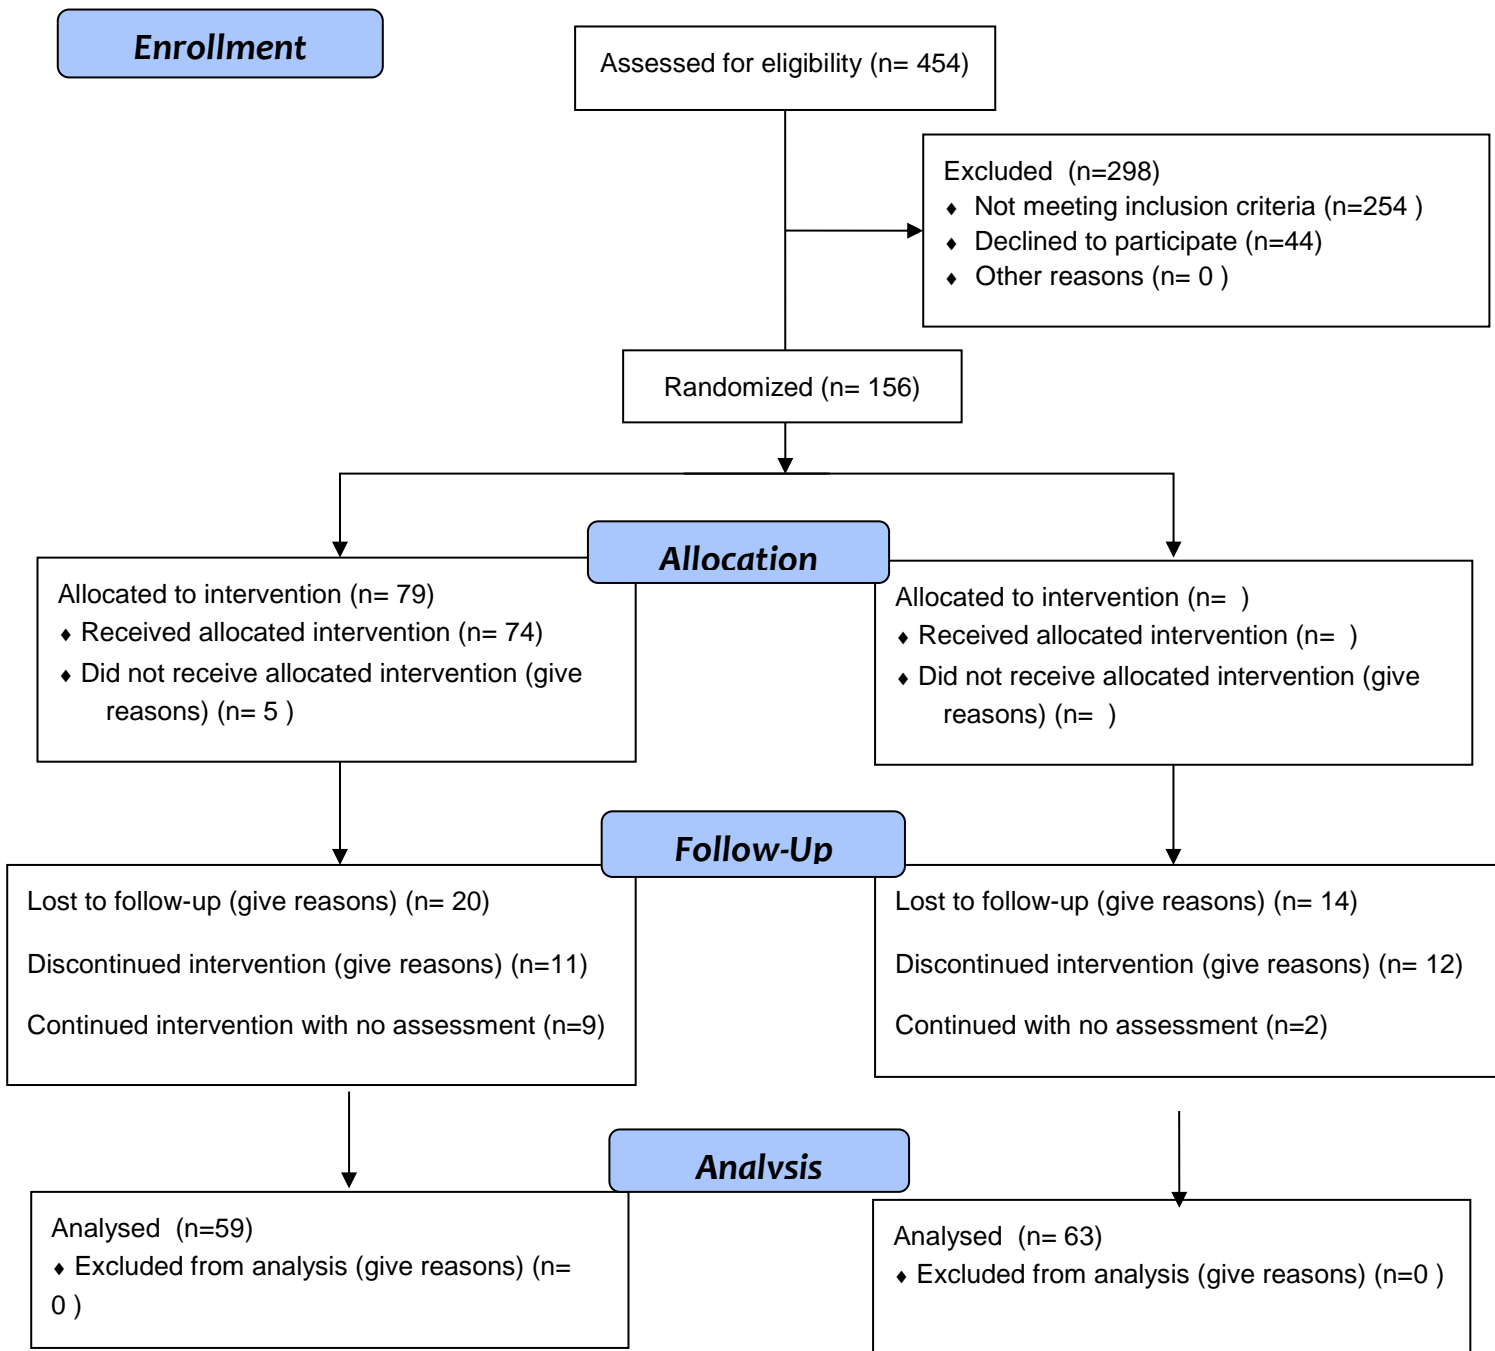 Enrollment
Assessed for eligibility (n= 454)
Excluded (n=298)
♦ Not meeting inclusion criteria (n=254 )
♦ Declined to participate (n=44)
♦ Other reasons (n= 0 )
Randomized (n= 156)
Allocation
Allocated to intervention (n= 79)
♦ Received allocated intervention (n= 74)
♦ Did not receive allocated intervention (give
reasons) (n= 5 )
Allocated to intervention (n=  )
♦ Received allocated intervention (n=  )
♦ Did not receive allocated intervention (give
reasons) (n=  )
Follow-Up
Lost to follow-up (give reasons) (n= 20)
Discontinued intervention (give reasons) (n=11)
Continued intervention with no assessment (n=9)
Lost to follow-up (give reasons) (n= 14)
Discontinued intervention (give reasons) (n= 12)
Continued with no assessment (n=2)
Analysis
Analysed (n=59)
♦ Excluded from analysis (give reasons) (n=
0 )
Analysed (n= 63)
♦ Excluded from analysis (give reasons) (n=0 )